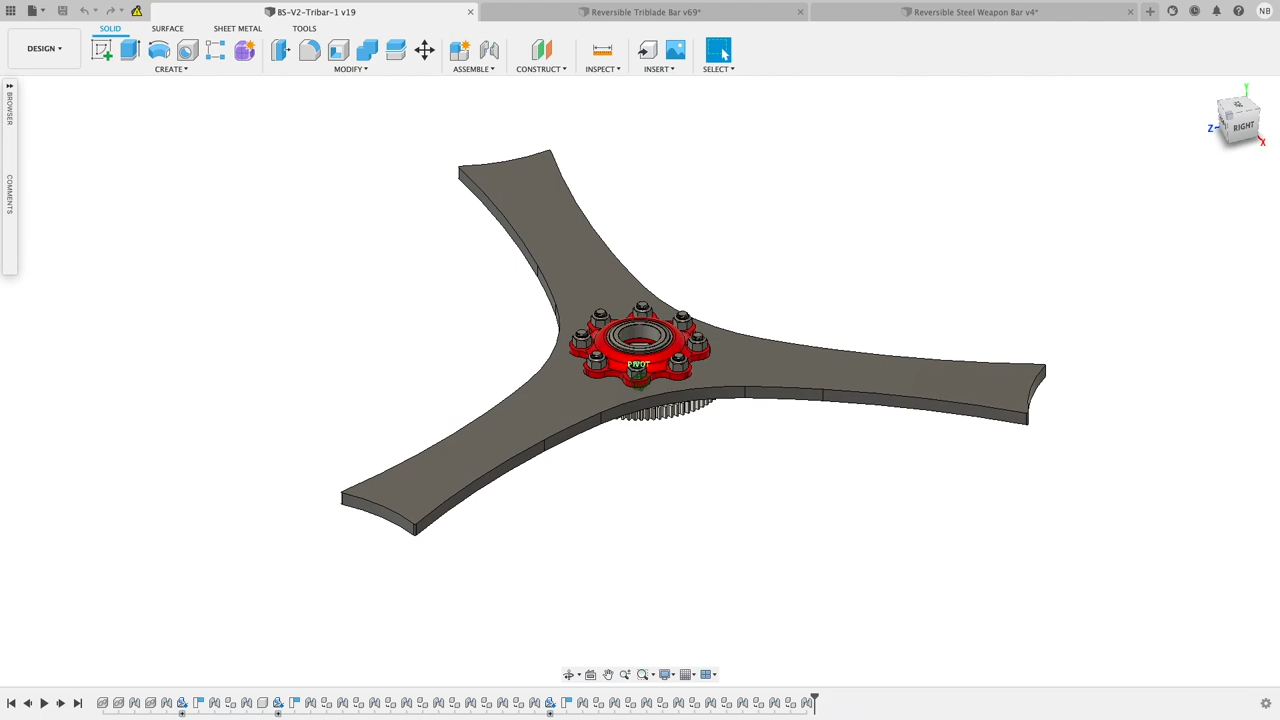 BS-V2-Tribar-1 v19
Reversible Triblade Bar v69*
Reversible Steel Weapon Bar v4*
NB
SOLID
SURFACE
SHEET METAL
TOOLS
DESIGN
CREATE
MODIFY
ASSEMBLE
CONSTRUCT
INSPECT
INSERT
SELECT
BROWSER
COMMENTS
Y
Z
RIGHT
X
PIVOT